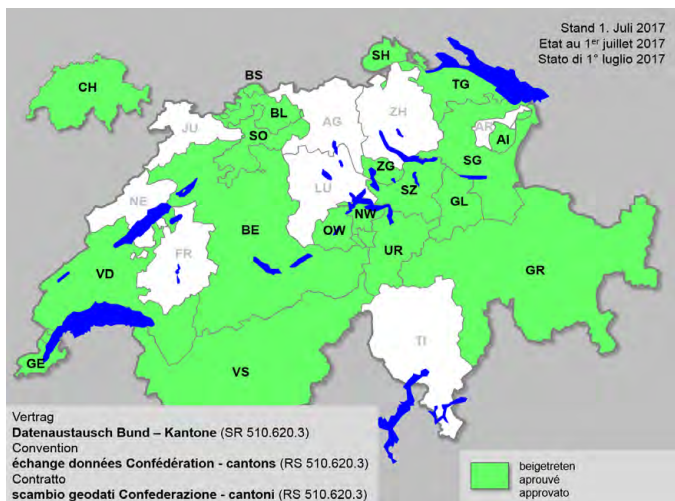 Stand 1. Juli 2017
Etat au 1er juillet 2017
Stato di 1° luglio 2017
SH
CH
BS
TG
BL
ZH
JU
AG
AR
SO
AI
SG
ZG
LU
SZ
NE
NW
GL
BE
OW
FR
UR
VD
GR
TI
GE
VS
Vertrag
Datenaustausch Bund – Kantone (SR 510.620.3)
Convention
échange données Confédération - cantons (RS 510.620.3)
Contratto
scambio geodati Confederazione - cantoni (RS 510.620.3)
beigetreten
aprouvé
approvato